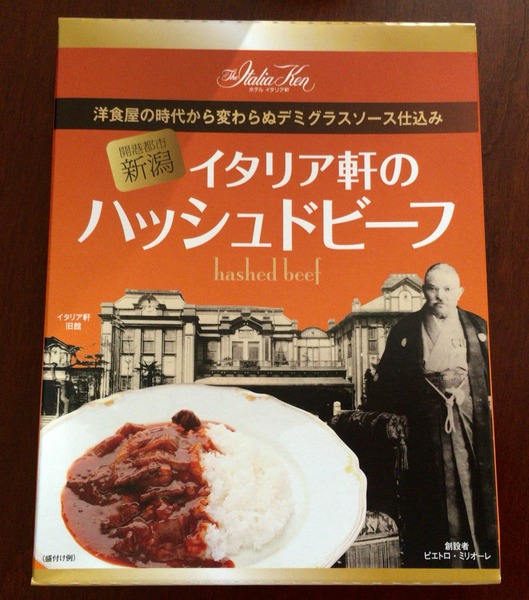 The Italia Ken
ホテル イタリア軒
洋食屋の時代から変わらぬデミグラスソース仕込み
開港都市
新潟
イタリア軒の
ハッシュドビーフ
hashed beef
イタリア軒
旧館
(盛付け例)
創設者
ピエトロ・ミリオーレ